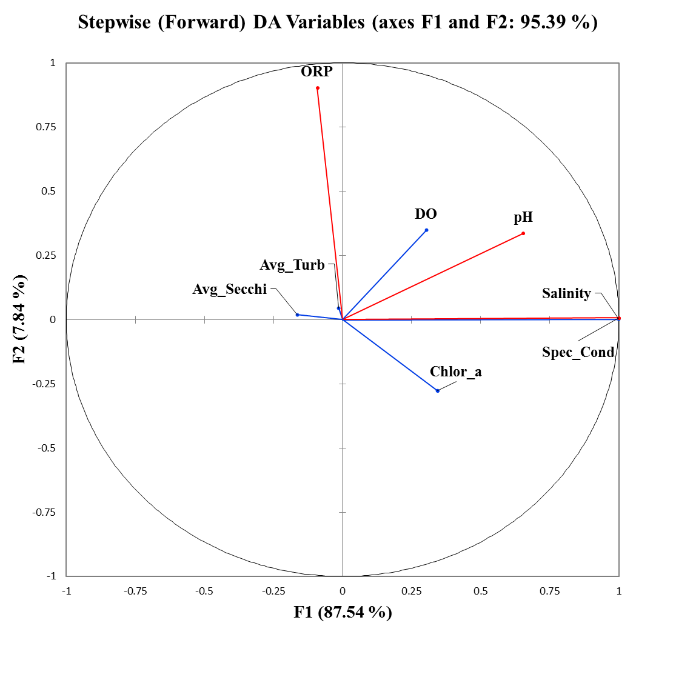 Stepwise (Forward) DA Variables (axes F1 and F2: 95.39 %)
ORP
DO
pH
Avg_Turb
Avg_Secchi
Salinity
Spec_Cond
Chlor_a
1
0.75
0.5
0.25
0
-0.25
-0.5
-0.75
-1
F2 (7.84 %)
-1 -0.75 -0.5 -0.25 0 0.25 0.5 0.75 1
F1 (87.54 %)